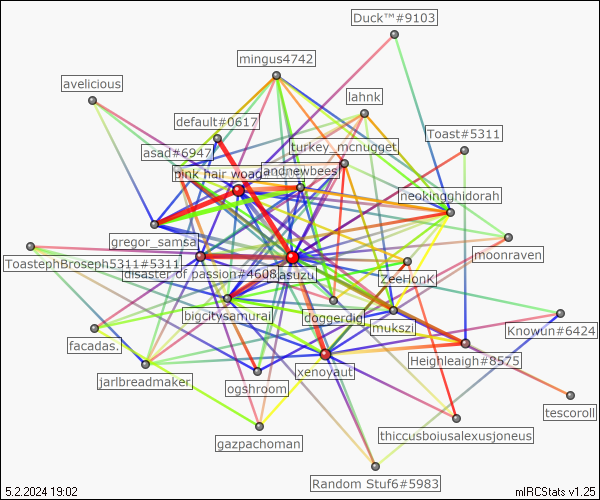 Duck™#9103
mingus4742
avelicious
lahnk
default#0617
Toast#5311
turkey_mcnugget
asad#6947
andnewbees
pink hair woag
neokingghidorah
gregor_samsa
moonraven
ToastephBroseph5311#5311
disaster of passion#4608
asuzu
ZeeHonK
bigcitysamurai
doggerdig
mukszi
Knowun#6424
facadas.
Heighleaigh#8575
xenoyaut
jarlbreadmaker
ogshroom
tescoroll
thiccusboiusalexusjoneus
gazpachoman
Random Stuf6#5983
5.2.2024 19:02
mIRCStats v1.25